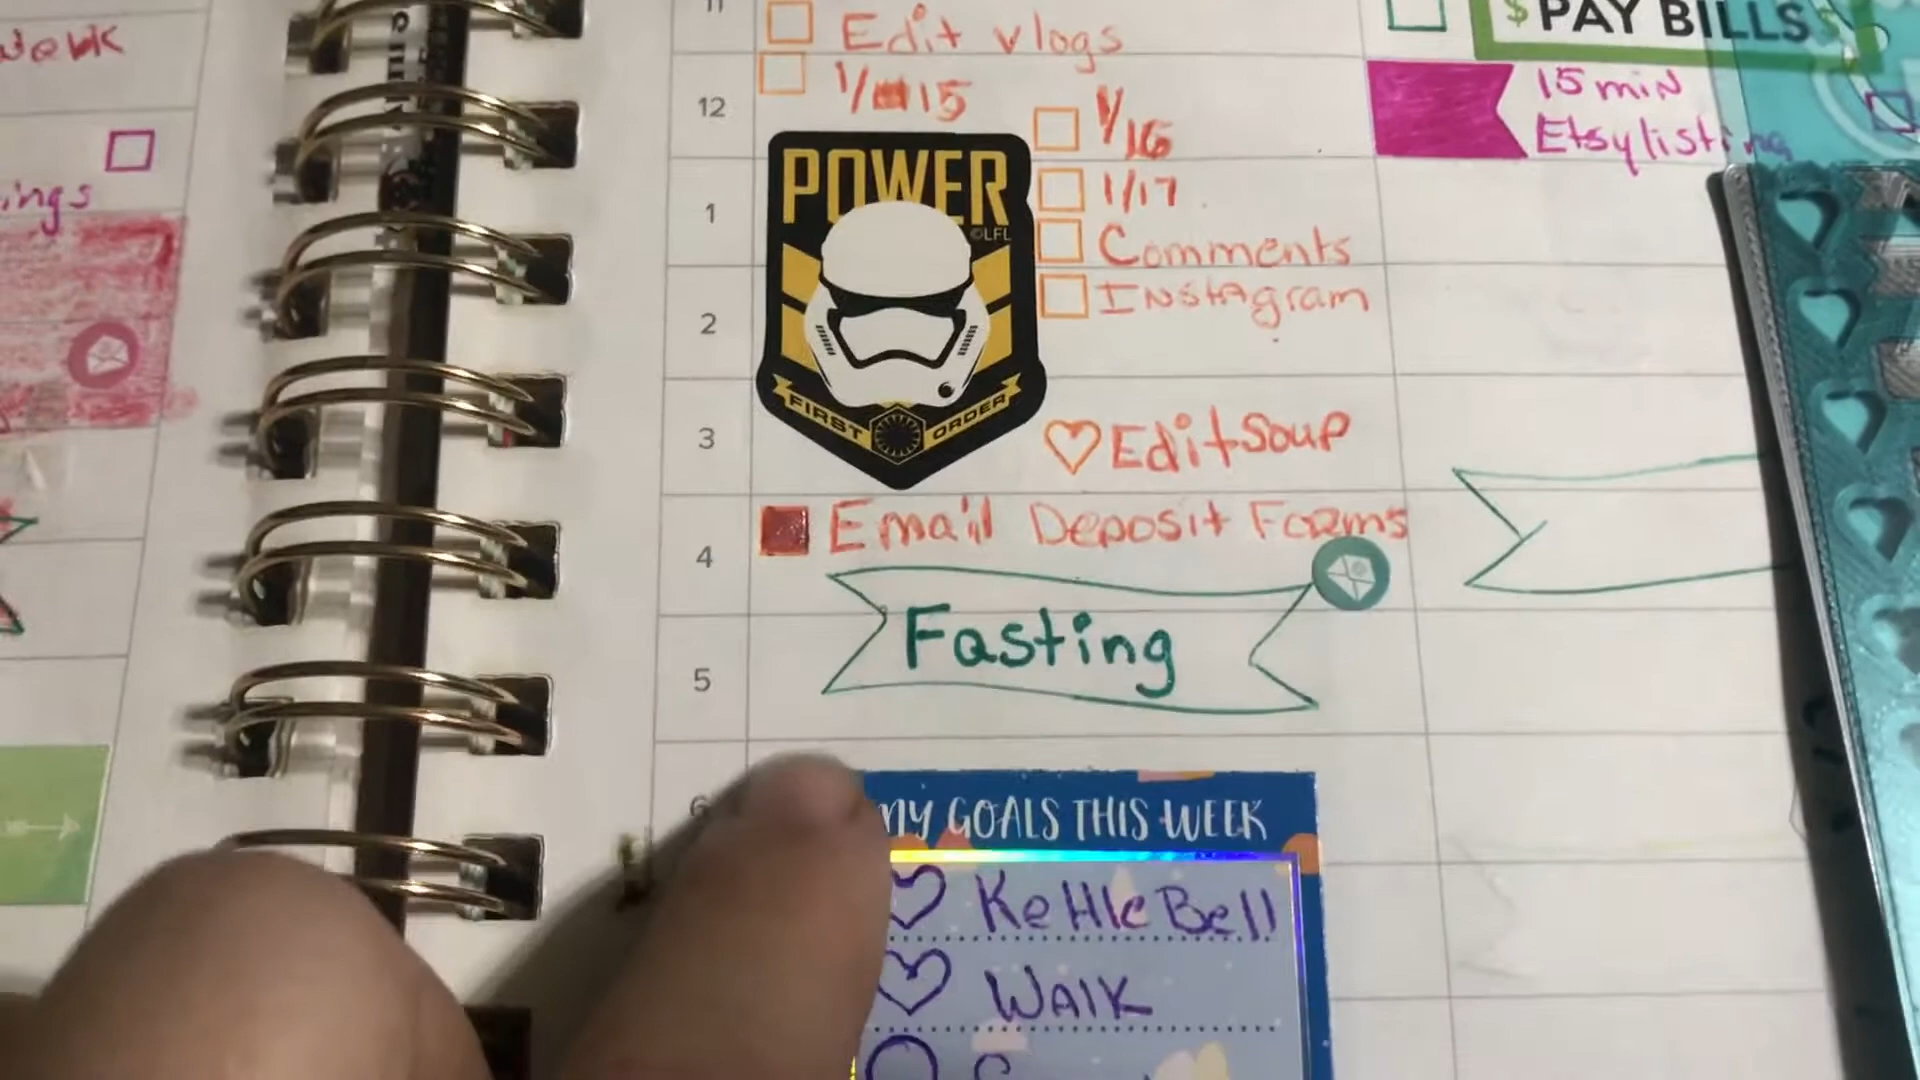 11
Edit vlogs
$ PAY BILLS $
week
12
1/15
1/16
15 min
Etsy listing
ings
POWER
©LFL
1
1/17
Comments
2
Instagram
FIRST ORDER
3
Edit Soup
4
Email Deposit Forms
Fasting
5
6
MY GOALS THIS WEEK
KettleBell
Walk